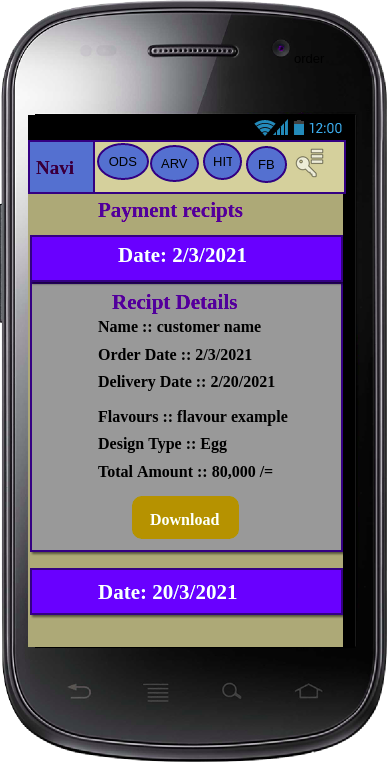 order
12:00
Navi ODS ARV HIT FB
Payment recipts
Date: 2/3/2021
Recipt Details
Name :: customer name
Order Date :: 2/3/2021
Delivery Date :: 2/20/2021
Flavours :: flavour example
Design Type :: Egg
Total Amount :: 80,000 /=
Download
Date: 20/3/2021